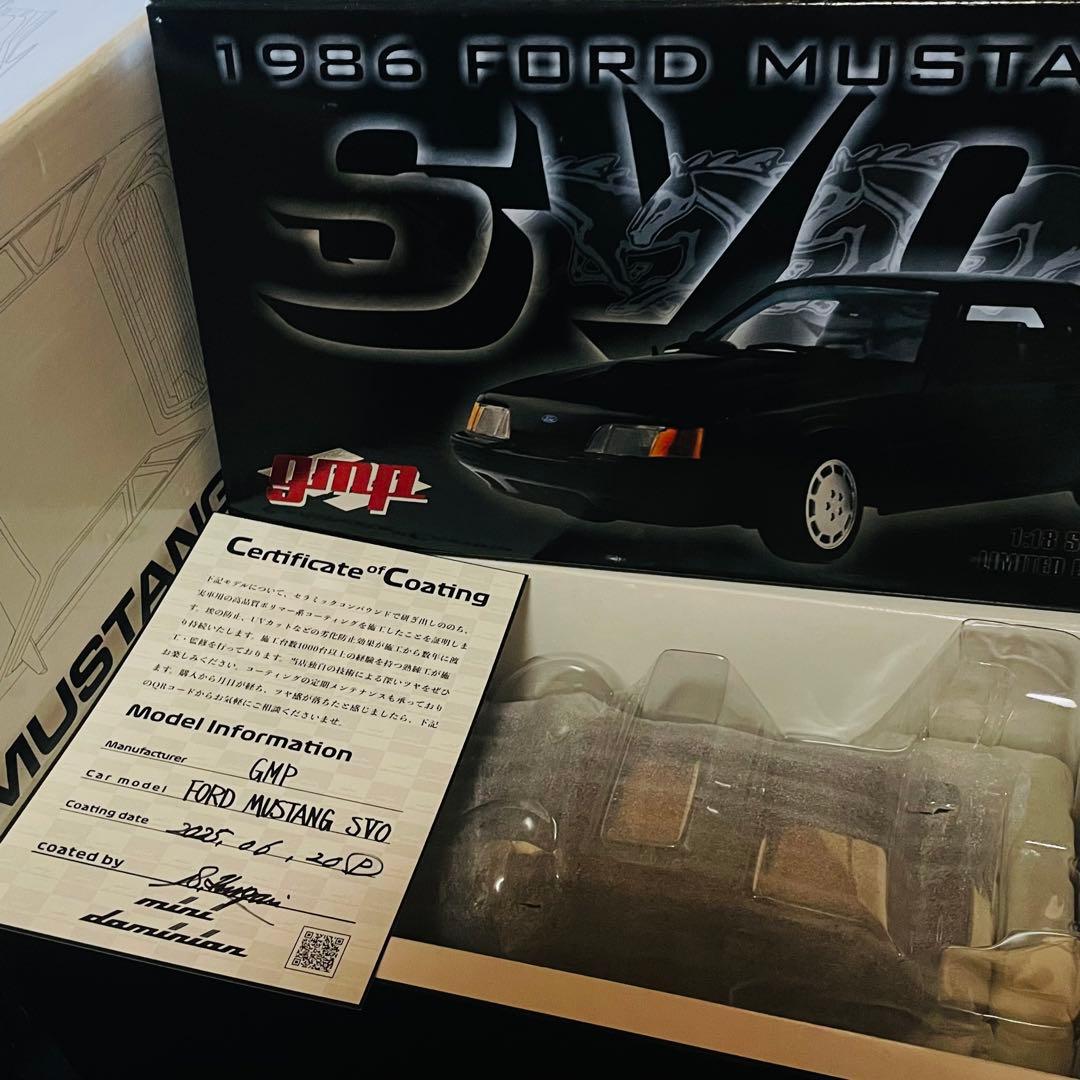 1986 FORD MUSTA
SVO
gmp
1:18 S
LIMITED
MUSTANG
Certificate of Coating
下記モデルについて、セラミックコンパウンドで研ぎ出しののち、
実車用の高品質ポリマー系コーティングを施工したことを証明しま
す。埃の防止、UVカットなどの劣化防止効果が施工から数年に渡
り持続いたします。施工台数1000台以上の経験を持つ熟練工が施
工・監修を行っております。当店独自の技術による深いツヤをぜひ
お楽しみください。コーティングの定期メンテナンスも承っており
ます。購入から月日が経ち、ツヤ感が落ちたと感じましたら、下記
のQRコードからお気軽にご相談くださいませ。
Model Information
Manufacturer GMP
Car model FORD MUSTANG SVO
Coating date 2025.06.20 P
coated by
mini
daminian